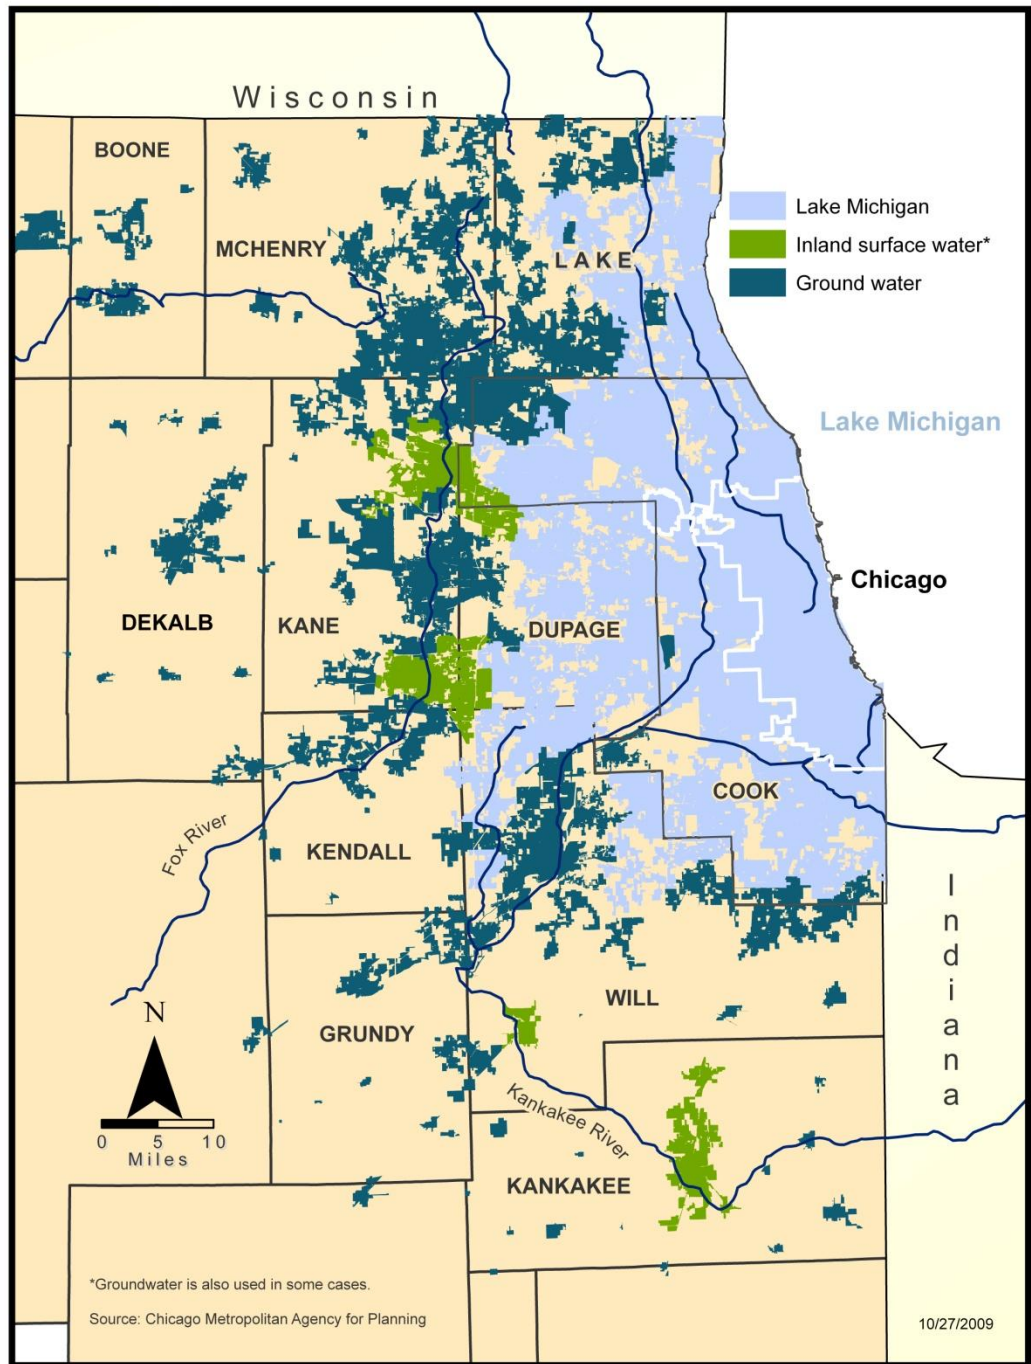 Wisconsin
BOONE
MCHENRY
LAKE
Lake Michigan
Inland surface water*
Ground water
Lake Michigan
Chicago
DEKALB
KANE
DUPAGE
COOK
Fox River
KENDALL
Indiana
WILL
GRUNDY
N
0 5 10
Miles
Kankakee River
KANKAKEE
*Groundwater is also used in some cases.
Source: Chicago Metropolitan Agency for Planning
10/27/2009